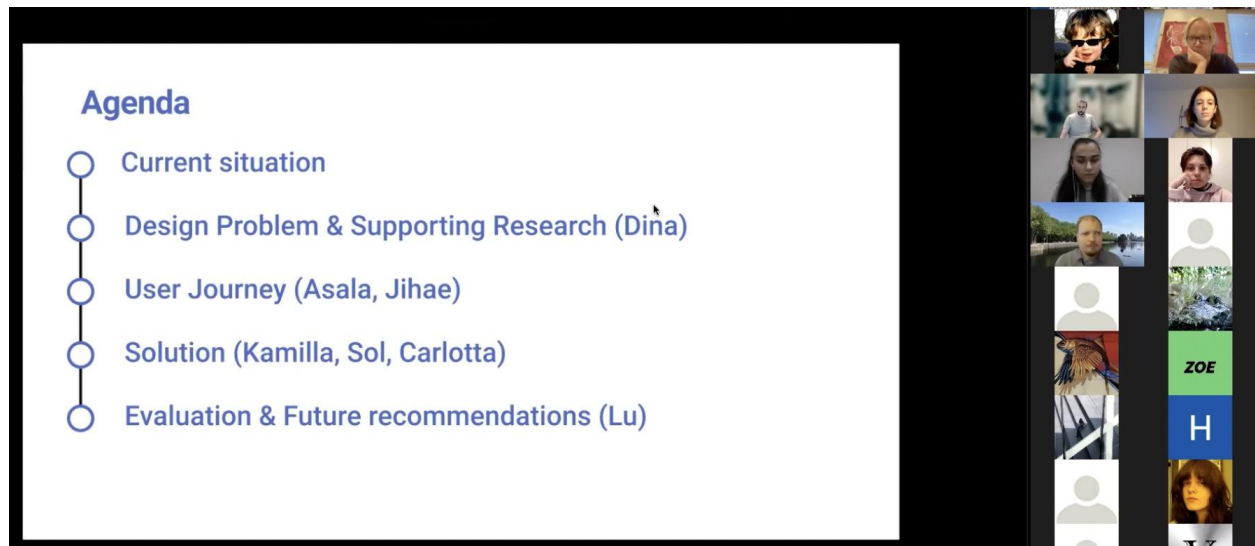 Agenda
Current situation
Design Problem & Supporting Research (Dina)
User Journey (Asala, Jihae)
Solution (Kamilla, Sol, Carlotta)
Evaluation & Future recommendations (Lu)
ZOE
H